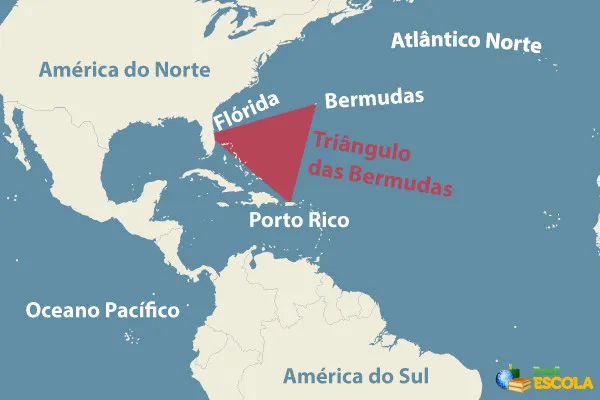 Atlântico Norte
América do Norte
Flórida
Bermudas
Triângulo
das Bermudas
Porto Rico
Oceano Pacífico
América do Sul
Brasil
ESCOLA